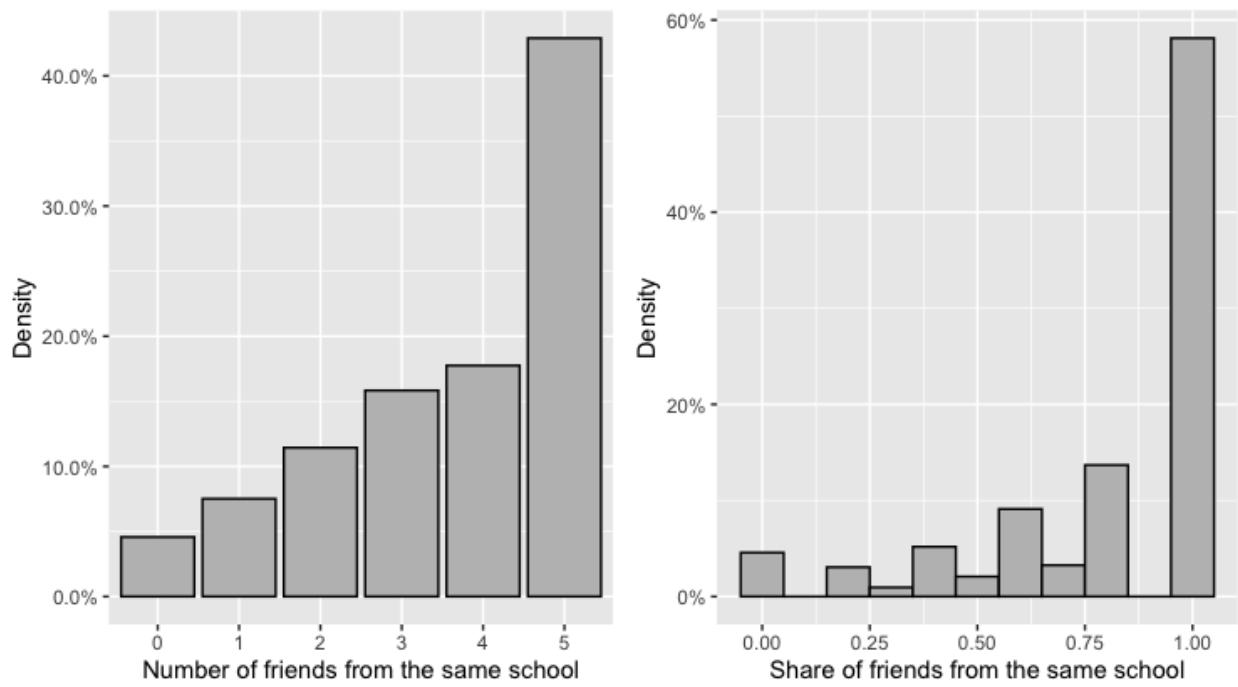 40.0%
30.0%
20.0%
10.0%
0.0%
Density
0 1 2 3 4 5
Number of friends from the same school
60%
40%
20%
0%
Density
0.00 0.25 0.50 0.75 1.00
Share of friends from the same school